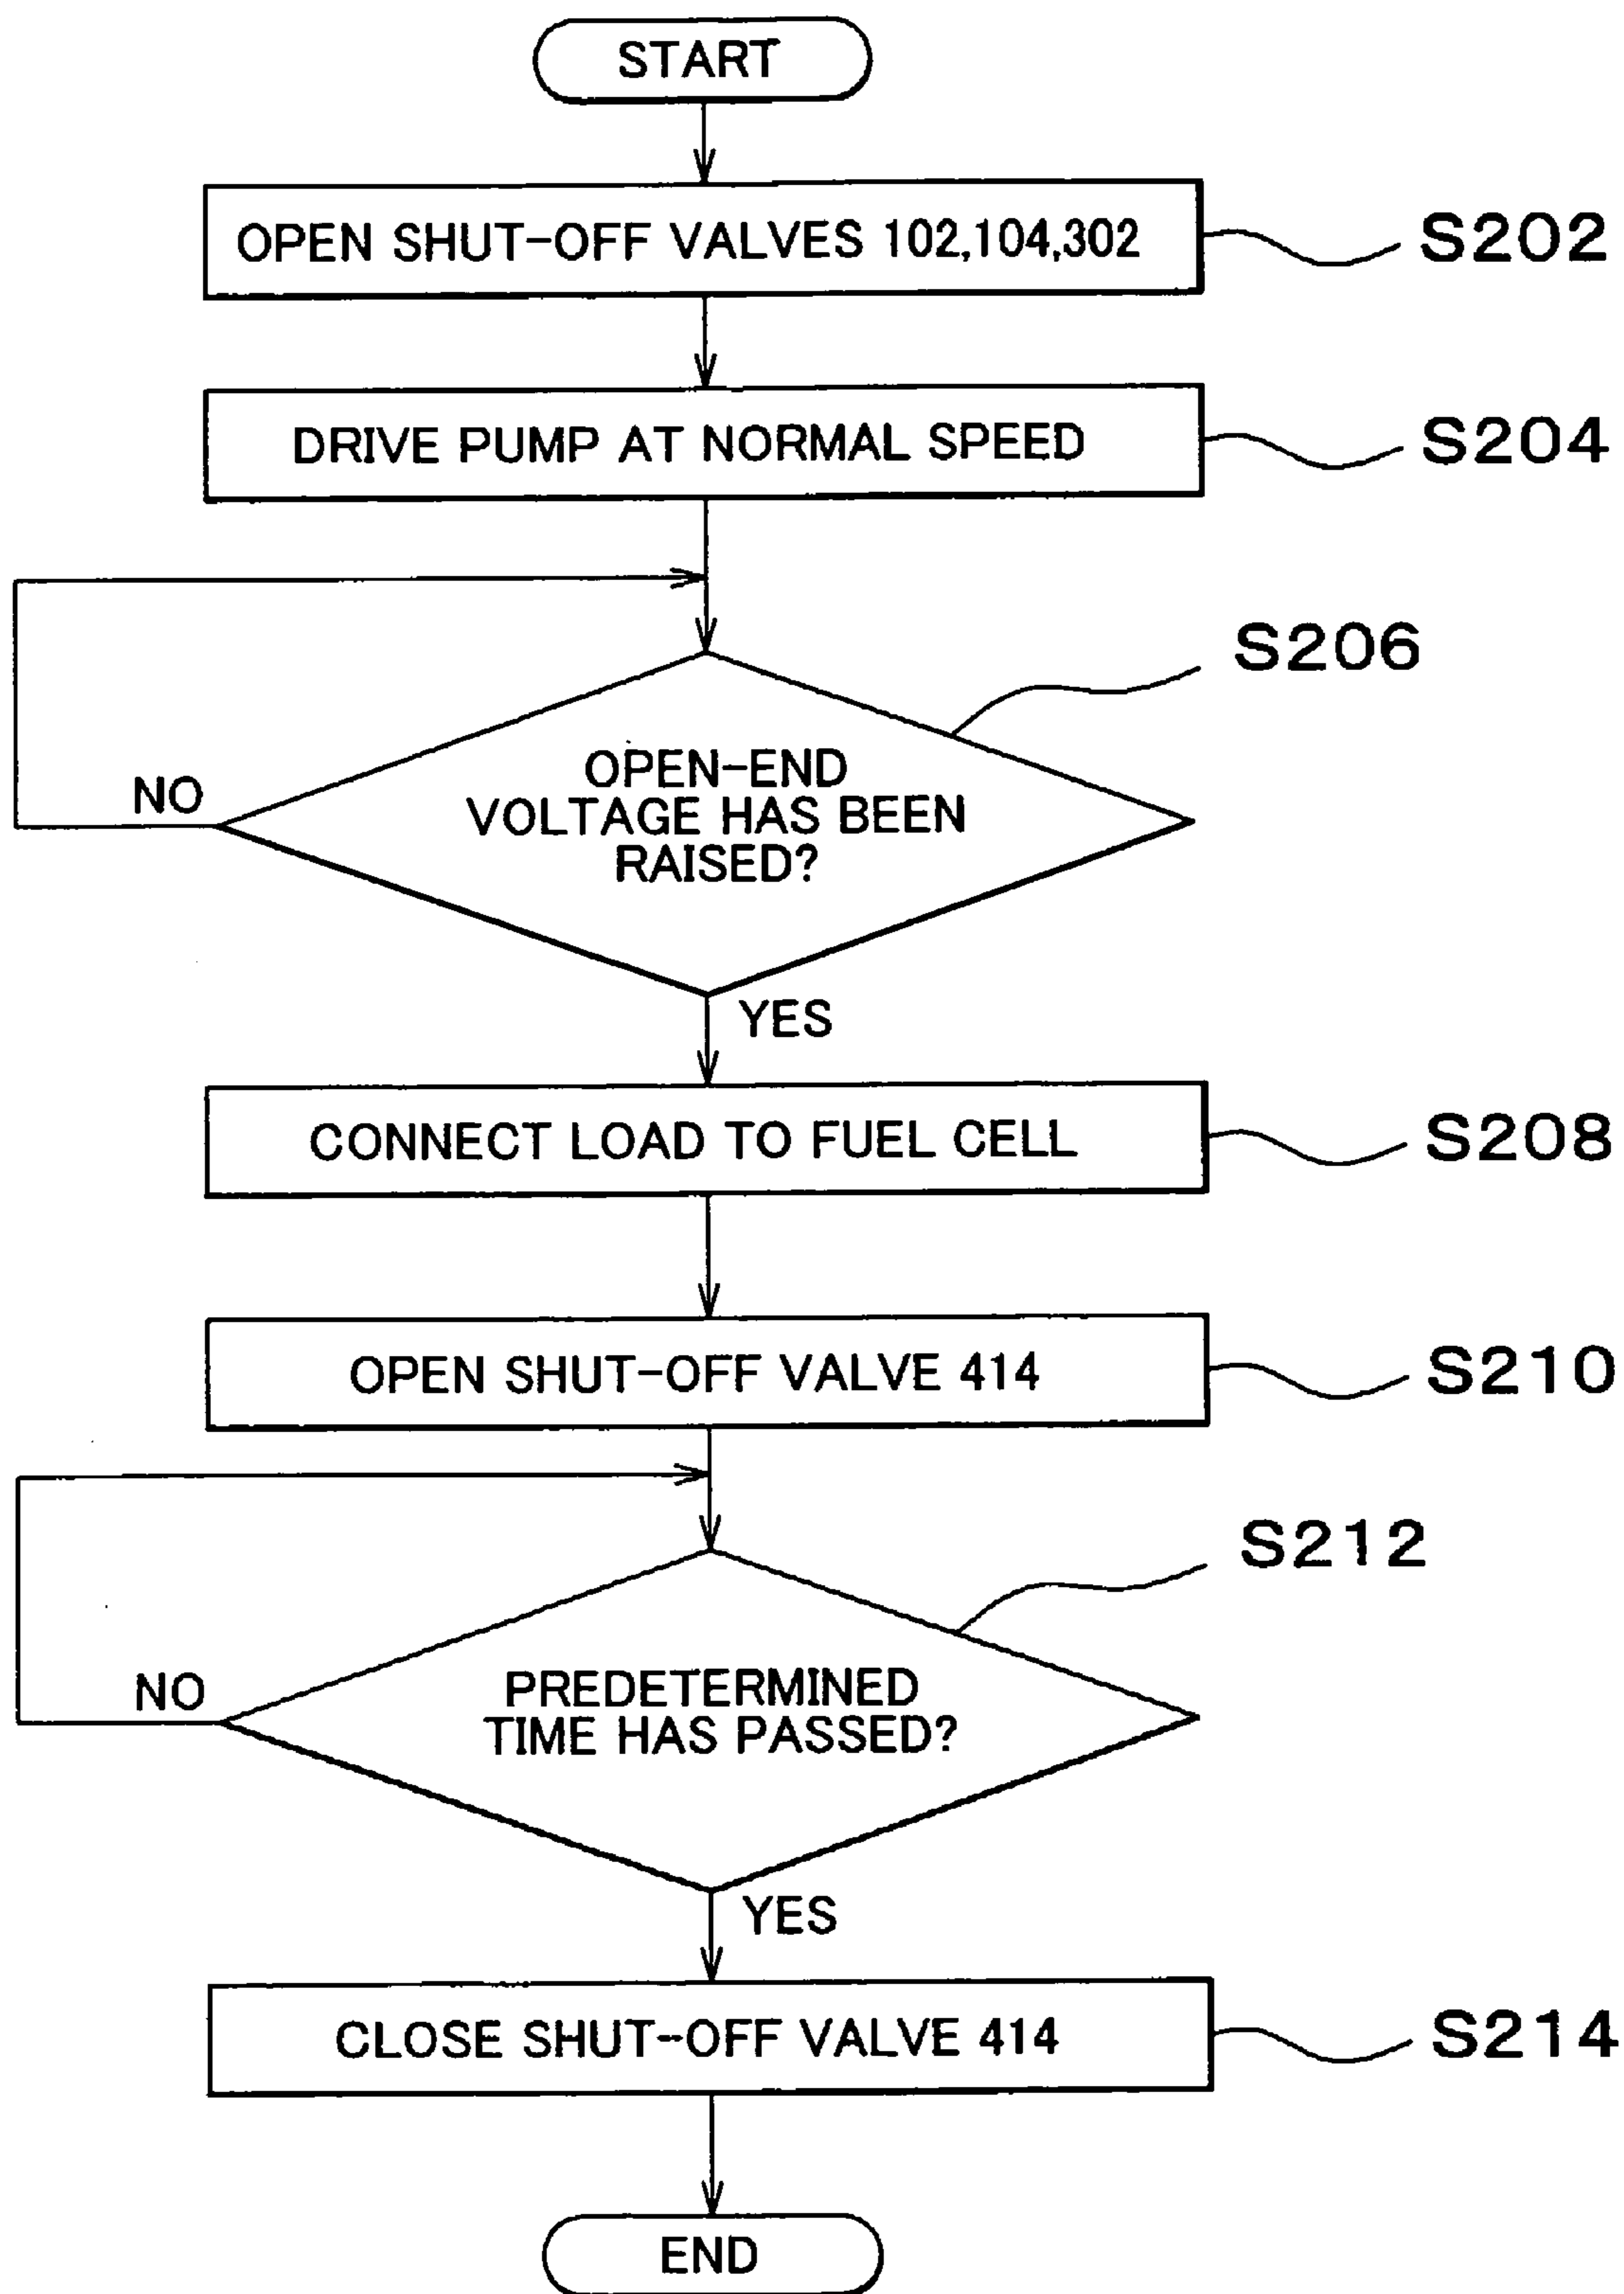 START
OPEN SHUT-OFF VALVES 102,104,302
S202
DRIVE PUMP AT NORMAL SPEED
S204
S206
OPEN-END
VOLTAGE HAS BEEN
RAISED?
NO
YES
CONNECT LOAD TO FUEL CELL
S208
OPEN SHUT-OFF VALVE 414
S210
S212
PREDETERMINED
TIME HAS PASSED?
NO
YES
CLOSE SHUT-OFF VALVE 414
S214
END